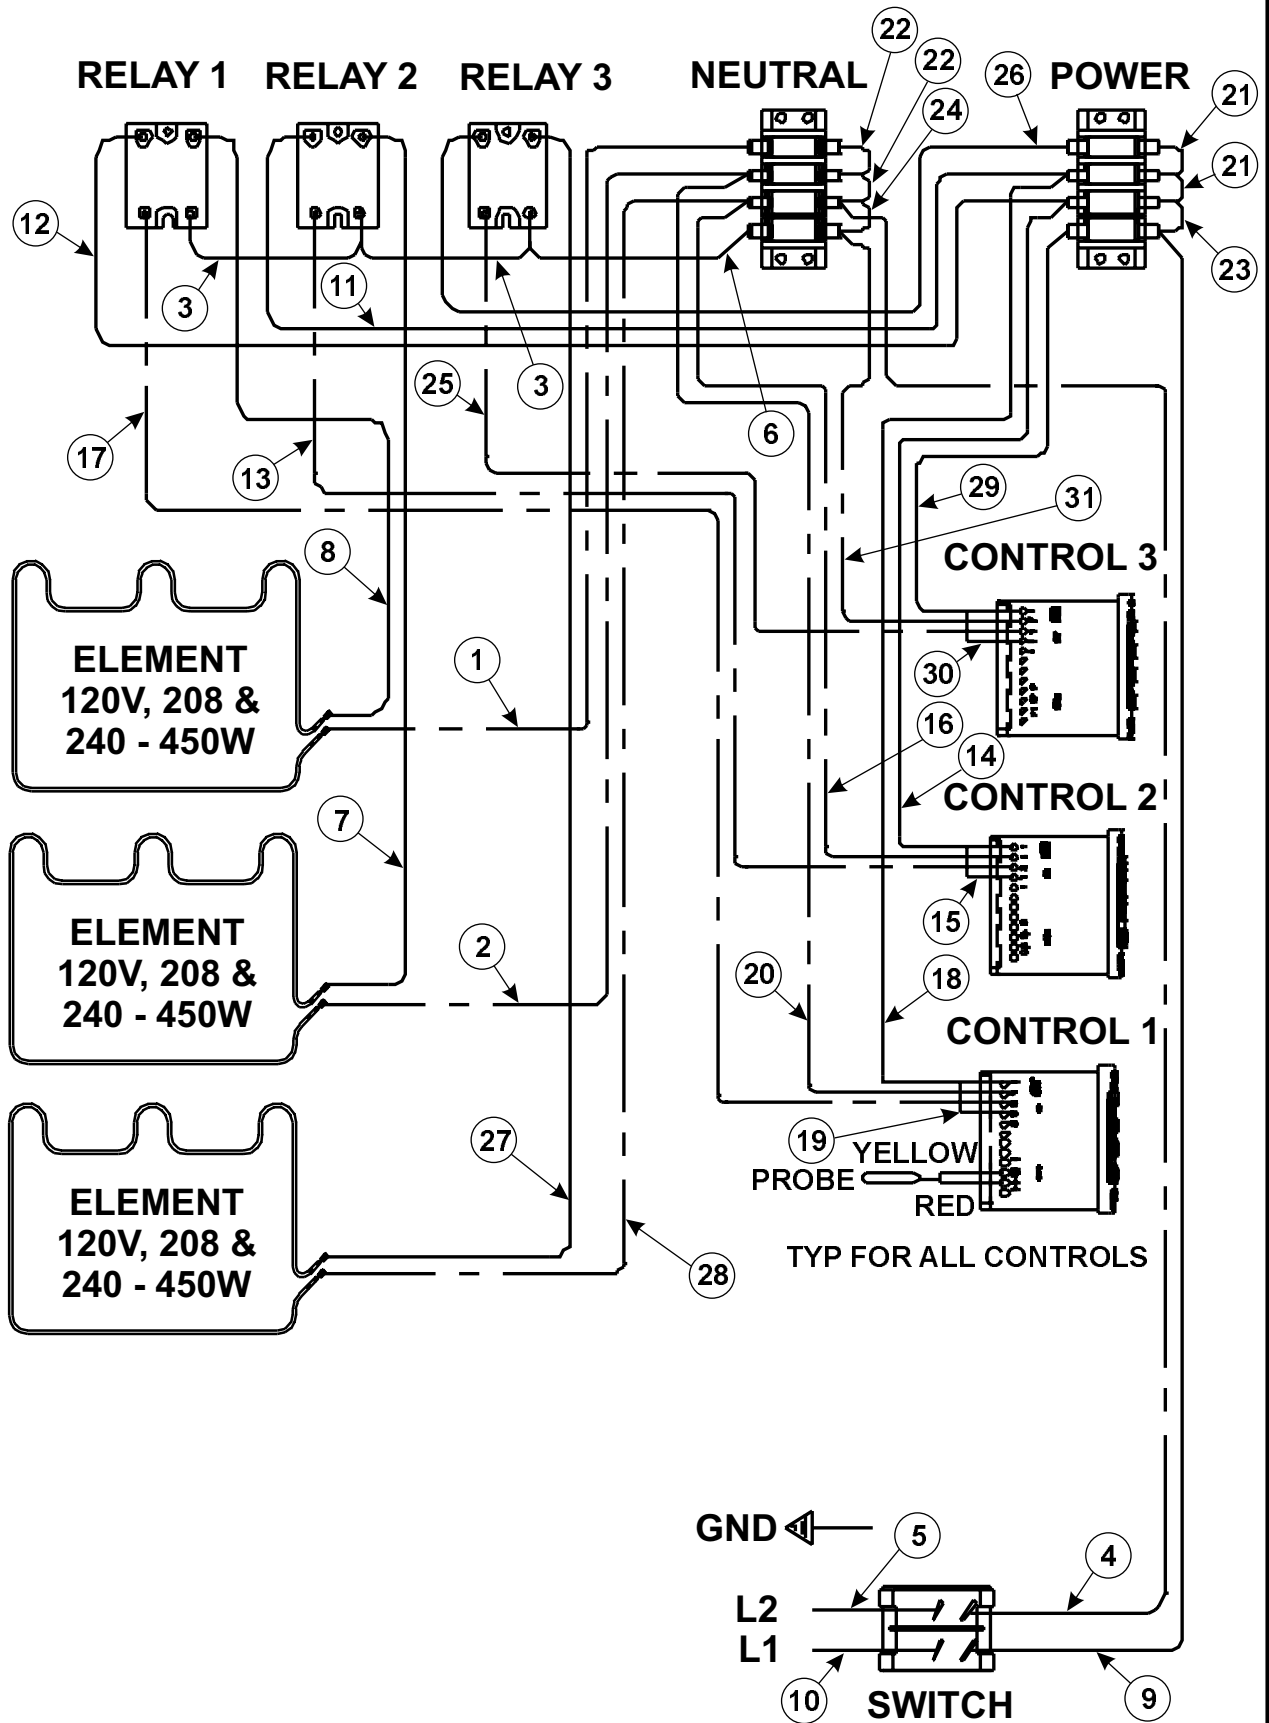 22
RELAY 1 RELAY 2 RELAY 3 NEUTRAL 22 26 POWER
24 21
21
12
3 11 23
3
25
6
17 13 29 31
8 CONTROL 3
ELEMENT
120V, 208 &
240 - 450W
1
30
16
14
CONTROL 2
7
15
ELEMENT
120V, 208 &
240 - 450W
2
20 18
CONTROL 1
27 19 YELLOW
PROBE
RED
ELEMENT
120V, 208 &
240 - 450W
TYP FOR ALL CONTROLS
28
GND 5 4
L2
L1
10 SWITCH 9